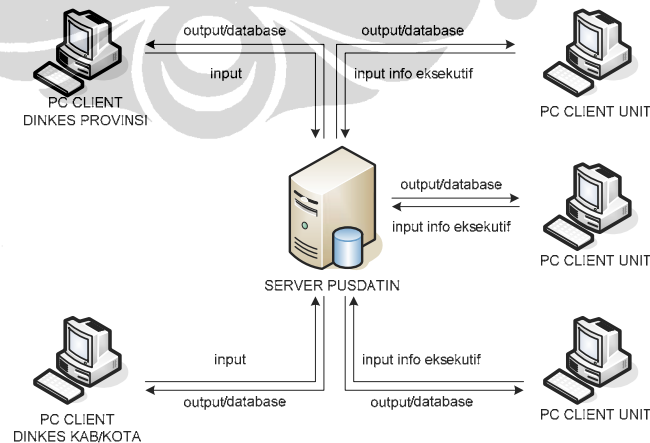 output/database
output/database
input
input info eksekutif
PC CLIENT
DINKES PROVINSI
PC CLIENT UNIT
output/database
input info eksekutif
PC CLIENT UNIT
SERVER PUSDATIN
input
input info eksekutif
output/database
output/database
PC CLIENT
DINKES KAB/KOTA
PC CLIENT UNIT